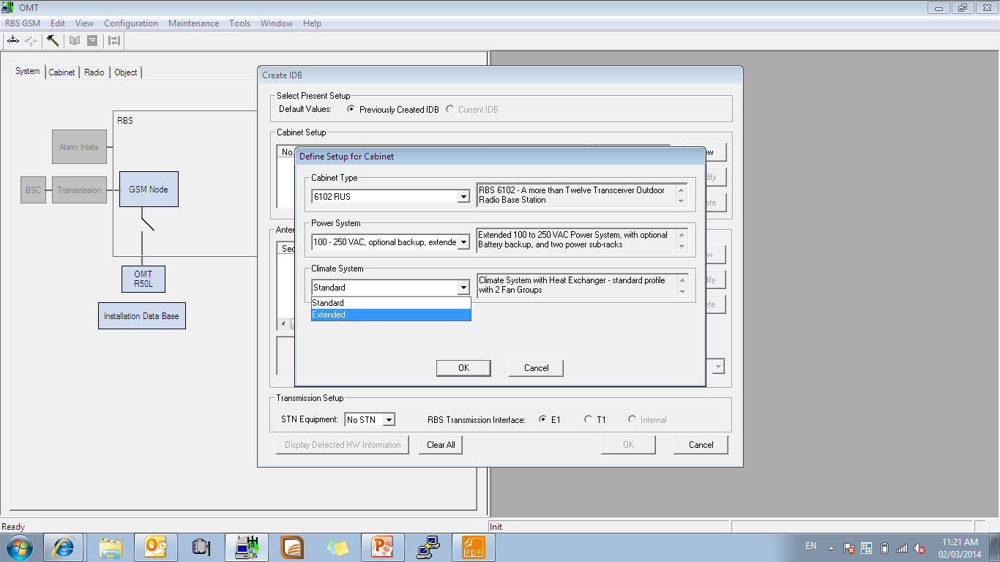 OMT
RBS GSM Edit View Configuration Maintenance Tools Window Help
System Cabinet Radio Object
RBS
Alarm Inlets
BSC
Transmission
GSM Node
OMT
R50L
Installation Data Base
Create IDB
Select Present Setup
Default Values: Previously Created IDB Current IDB
Cabinet Setup
No.
Define Setup for Cabinet
Cabinet Type
6102 RUS
RBS 6102 - A more than Twelve Transceiver Outdoor
Radio Base Station
Power System
100 - 250 VAC, optional backup, extende
Extended 100 to 250 VAC Power System, with optional
Battery backup, and two power sub-racks
Climate System
Standard
Climate System with Heat Exchanger - standard profile
with 2 Fan Groups
Standard
Extended
OK Cancel
Transmission Setup
STN Equipment: No STN RBS Transmission Interface: E1 T1 Internal
Display Detected HW Information Clear All OK Cancel
Ready Init
PDF
EN
11:21 AM
02/03/2014